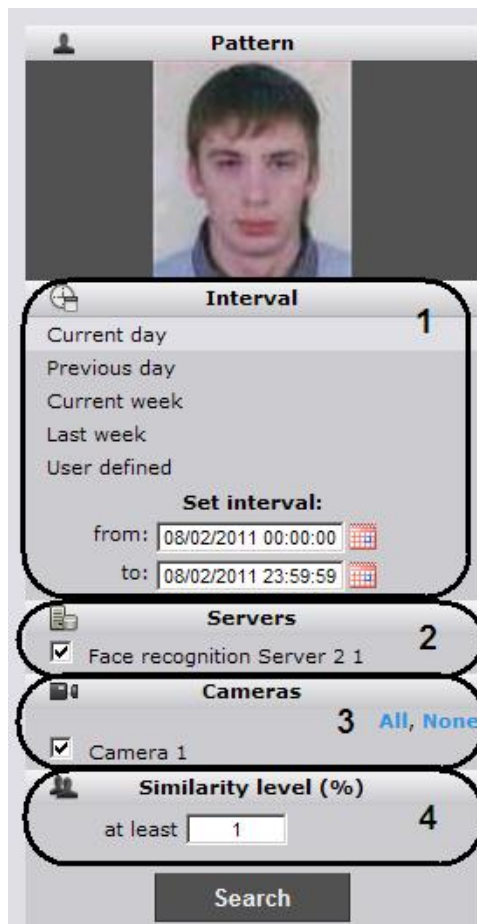 Pattern
Interval
1
Current day
Previous day
Current week
Last week
User defined
Set interval:
from: 08/02/2011 00:00:00
to: 08/02/2011 23:59:59
Servers
2
Face recognition Server 2 1
Cameras
3 All, None
Camera 1
Similarity level (%)
at least 1
4
Search